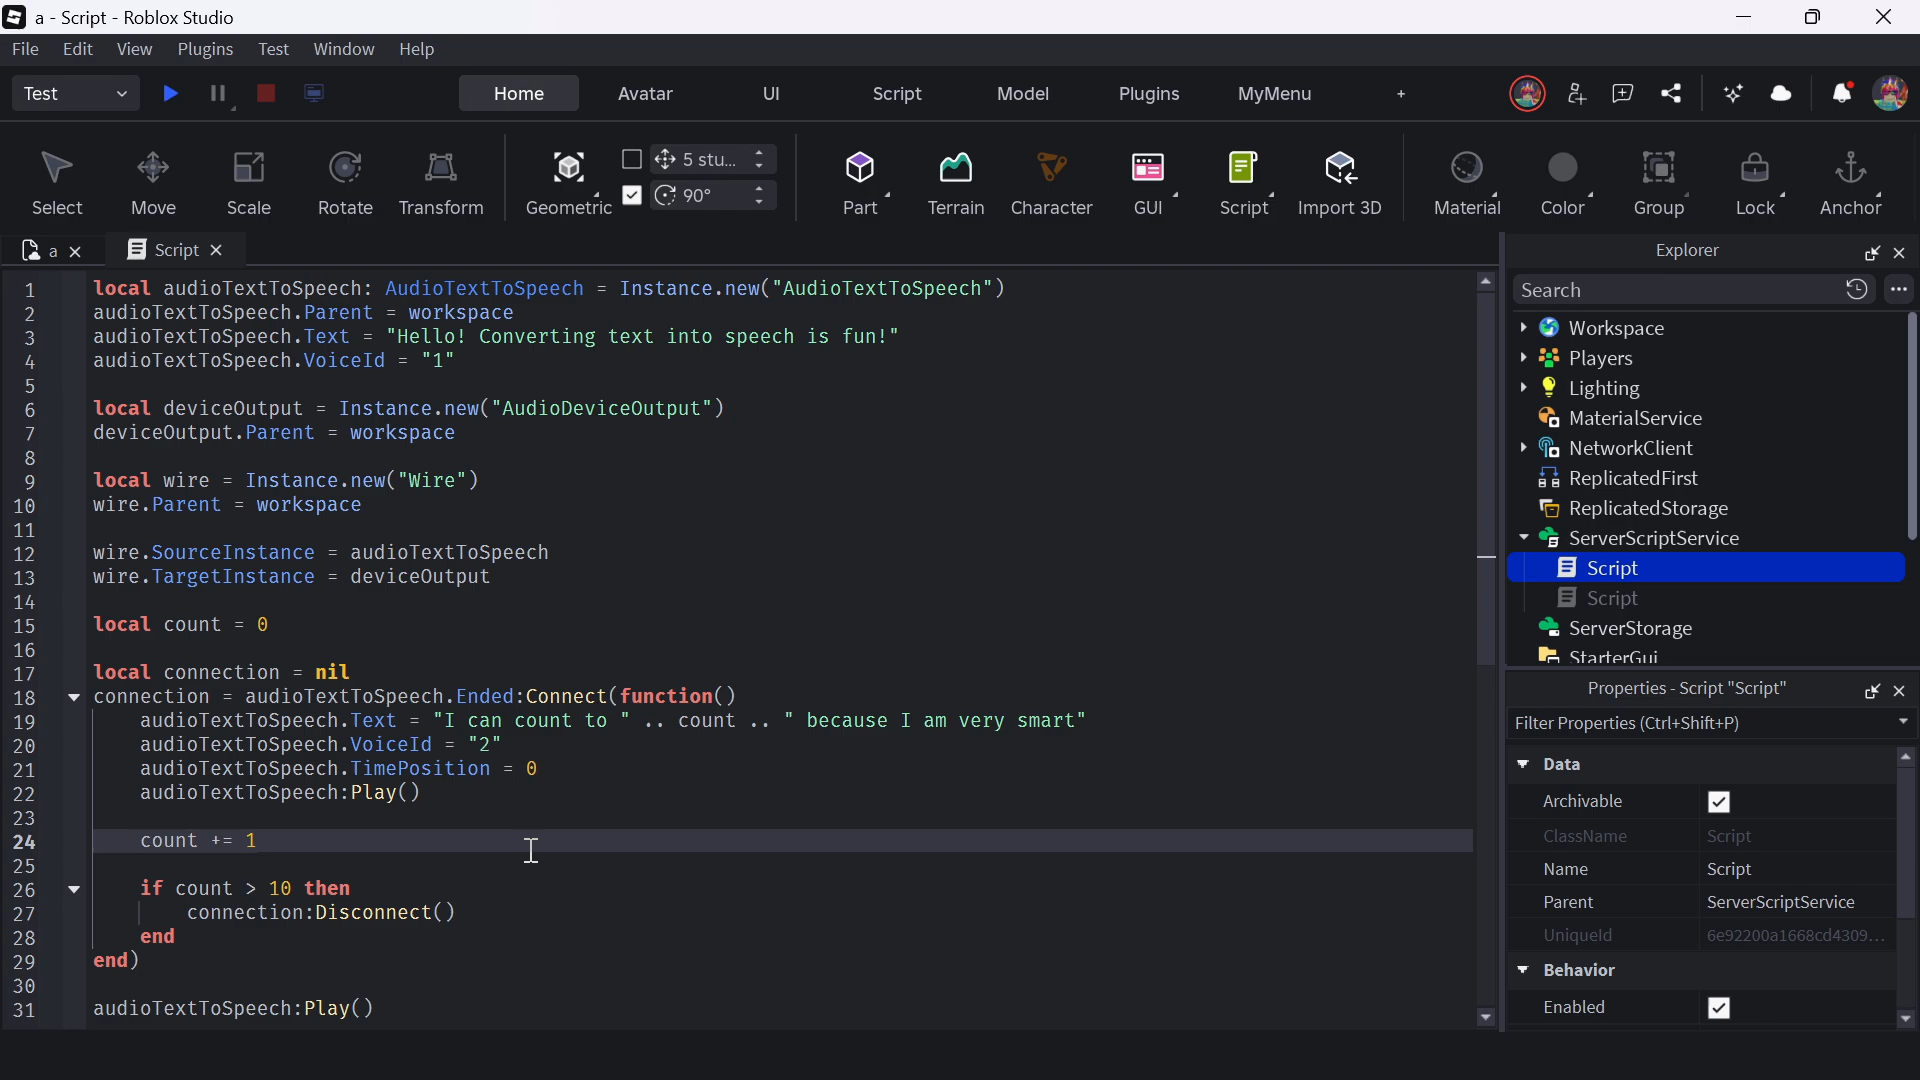 a - Script - Roblox Studio
File Edit View Plugins Test Window Help
Test Home Avatar UI Script Model Plugins MyMenu +
5 stu...
90°
Select Move Scale Rotate Transform Geometric Part Terrain Character GUI Script Import 3D Material Color Group Lock Anchor
a Script
1 local audioTextToSpeech: AudioTextToSpeech = Instance.new("AudioTextToSpeech")
2 audioTextToSpeech.Parent = workspace
3 audioTextToSpeech.Text = "Hello! Converting text into speech is fun!"
4 audioTextToSpeech.VoiceId = "1"
5
6 local deviceOutput = Instance.new("AudioDeviceOutput")
7 deviceOutput.Parent = workspace
8
9 local wire = Instance.new("Wire")
10 wire.Parent = workspace
11
12 wire.SourceInstance = audioTextToSpeech
13 wire.TargetInstance = deviceOutput
14
15 local count = 0
16
17 local connection = nil
18 connection = audioTextToSpeech.Ended:Connect(function()
19 audioTextToSpeech.Text = "I can count to " .. count .. " because I am very smart"
20 audioTextToSpeech.VoiceId = "2"
21 audioTextToSpeech.TimePosition = 0
22 audioTextToSpeech:Play()
23
24 count += 1
25
26 if count > 10 then
27 connection:Disconnect()
28 end
29 end)
30
31 audioTextToSpeech:Play()
Explorer
Search
Workspace
Players
Lighting
MaterialService
NetworkClient
ReplicatedFirst
ReplicatedStorage
ServerScriptService
Script
Script
ServerStorage
StarterGui
Properties - Script "Script"
Filter Properties (Ctrl+Shift+P)
Data
Archivable
ClassName Script
Name Script
Parent ServerScriptService
UniqueId 6e92200a1668cd4309...
Behavior
Enabled